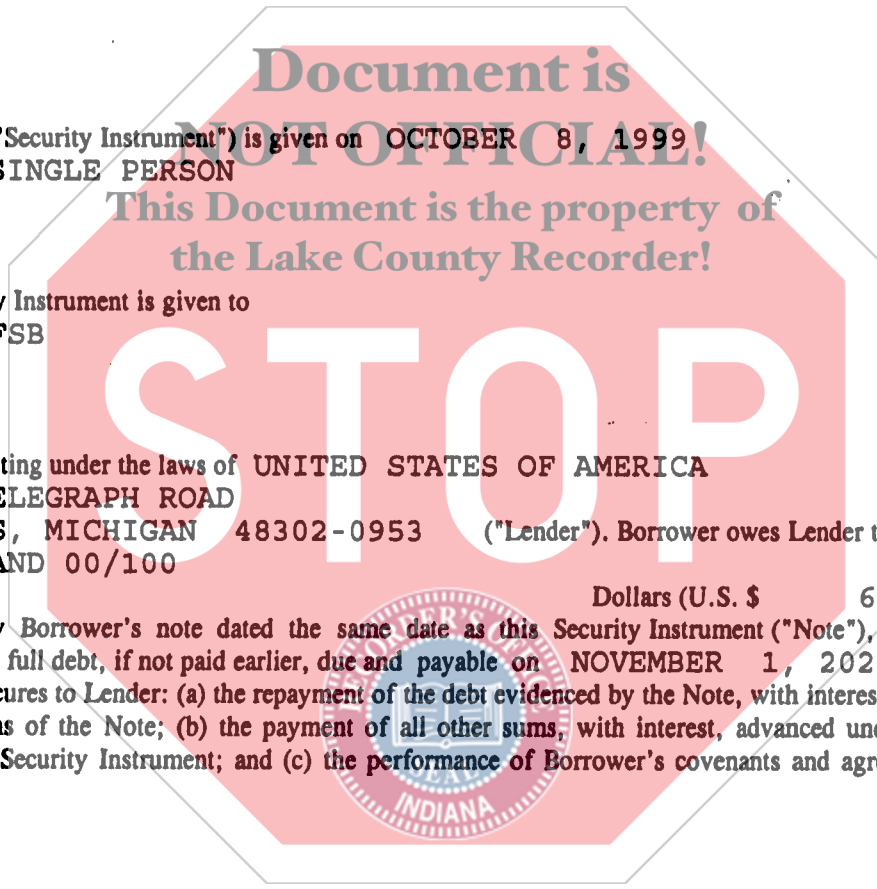 Document is
"Security Instrument") is given on OCTOBER 8, 1999
NOT OFFICIAL!
SINGLE PERSON
This Document is the property of
the Lake County Recorder!
Instrument is given to
FSB
STOP
ting under the laws of UNITED STATES OF AMERICA
ELEGRAPH ROAD
S, MICHIGAN 48302-0953 ("Lender"). Borrower owes Lender t
AND 00/100
Dollars (U.S. $ 6
y Borrower's note dated the same date as this Security Instrument ("Note"),
full debt, if not paid earlier, due and payable on NOVEMBER 1, 202
cures to Lender: (a) the repayment of the debt evidenced by the Note, with interes
ns of the Note; (b) the payment of all other sums, with interest, advanced und
Security Instrument; and (c) the performance of Borrower's covenants and agr
RECORDER'S OFFICE
SEAL
INDIANA